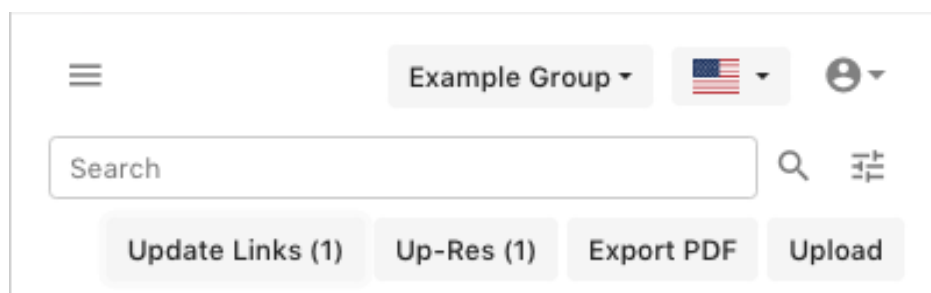 Example Group
Search
Update Links (1) Up-Res (1) Export PDF Upload